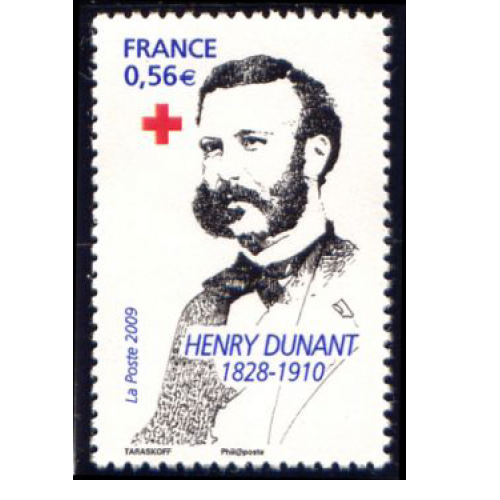 FRANCE
0,56€
La Poste 2009
HENRY DUNANT
1828-1910
TARASKOFF
Phil@poste